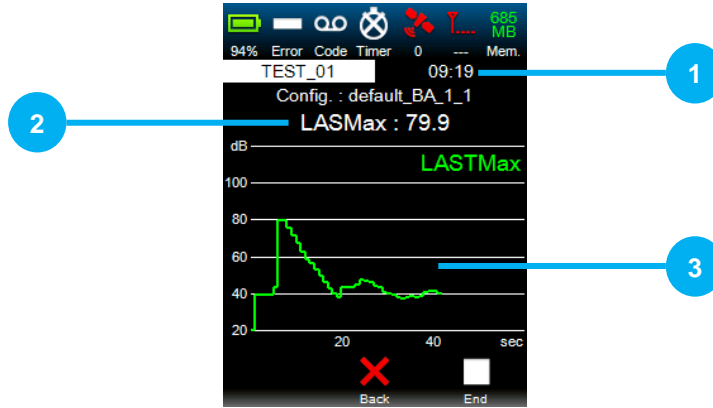 685
MB
94% Error Code Timer 0 --- Mem.
TEST_01 09:19
1
Config. : default_BA_1_1
2
LASMax : 79.9
dB
LASTMax
100
80
60
3
40
20
20 40 sec
Back End